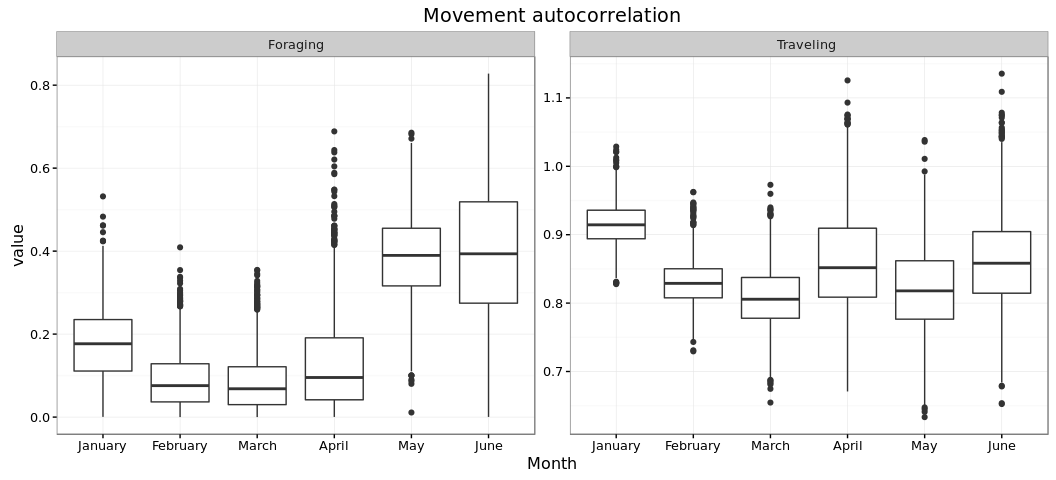 Movement autocorrelation
Foraging
Traveling
value
0.8
0.6
0.4
0.2
0.0
1.1
1.0
0.9
0.8
0.7
January February March April May June
January February March April May June
Month